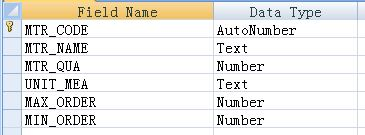 Field Name Data Type
MTR_CODE AutoNumber
MTR_NAME Text
MTR_QUA Number
UNIT_MEA Text
MAX_ORDER Number
MIN_ORDER Number